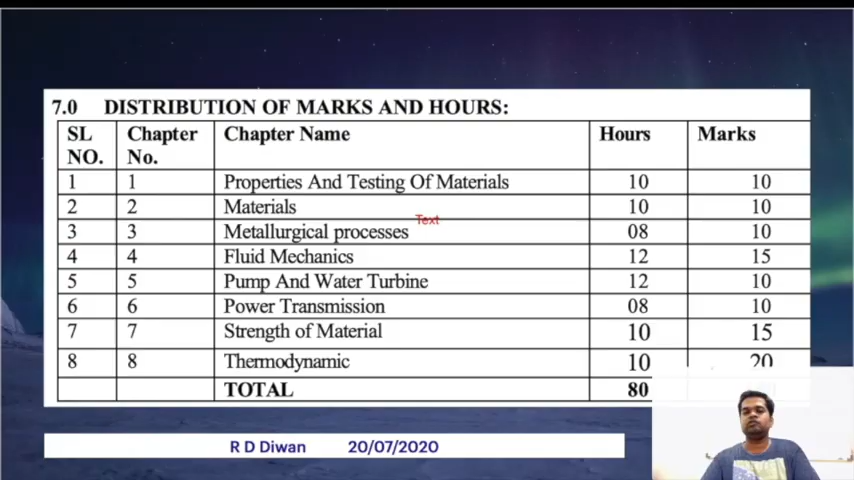 7.0 DISTRIBUTION OF MARKS AND HOURS:
SL NO. Chapter No. Chapter Name Hours Marks
1 1 Properties And Testing Of Materials 10 10
2 2 Materials 10 10
Text
3 3 Metallurgical processes 08 10
4 4 Fluid Mechanics 12 15
5 5 Pump And Water Turbine 12 10
6 6 Power Transmission 08 10
7 7 Strength of Material 10 15
8 8 Thermodynamic 10 20
TOTAL 80
R D Diwan 20/07/2020